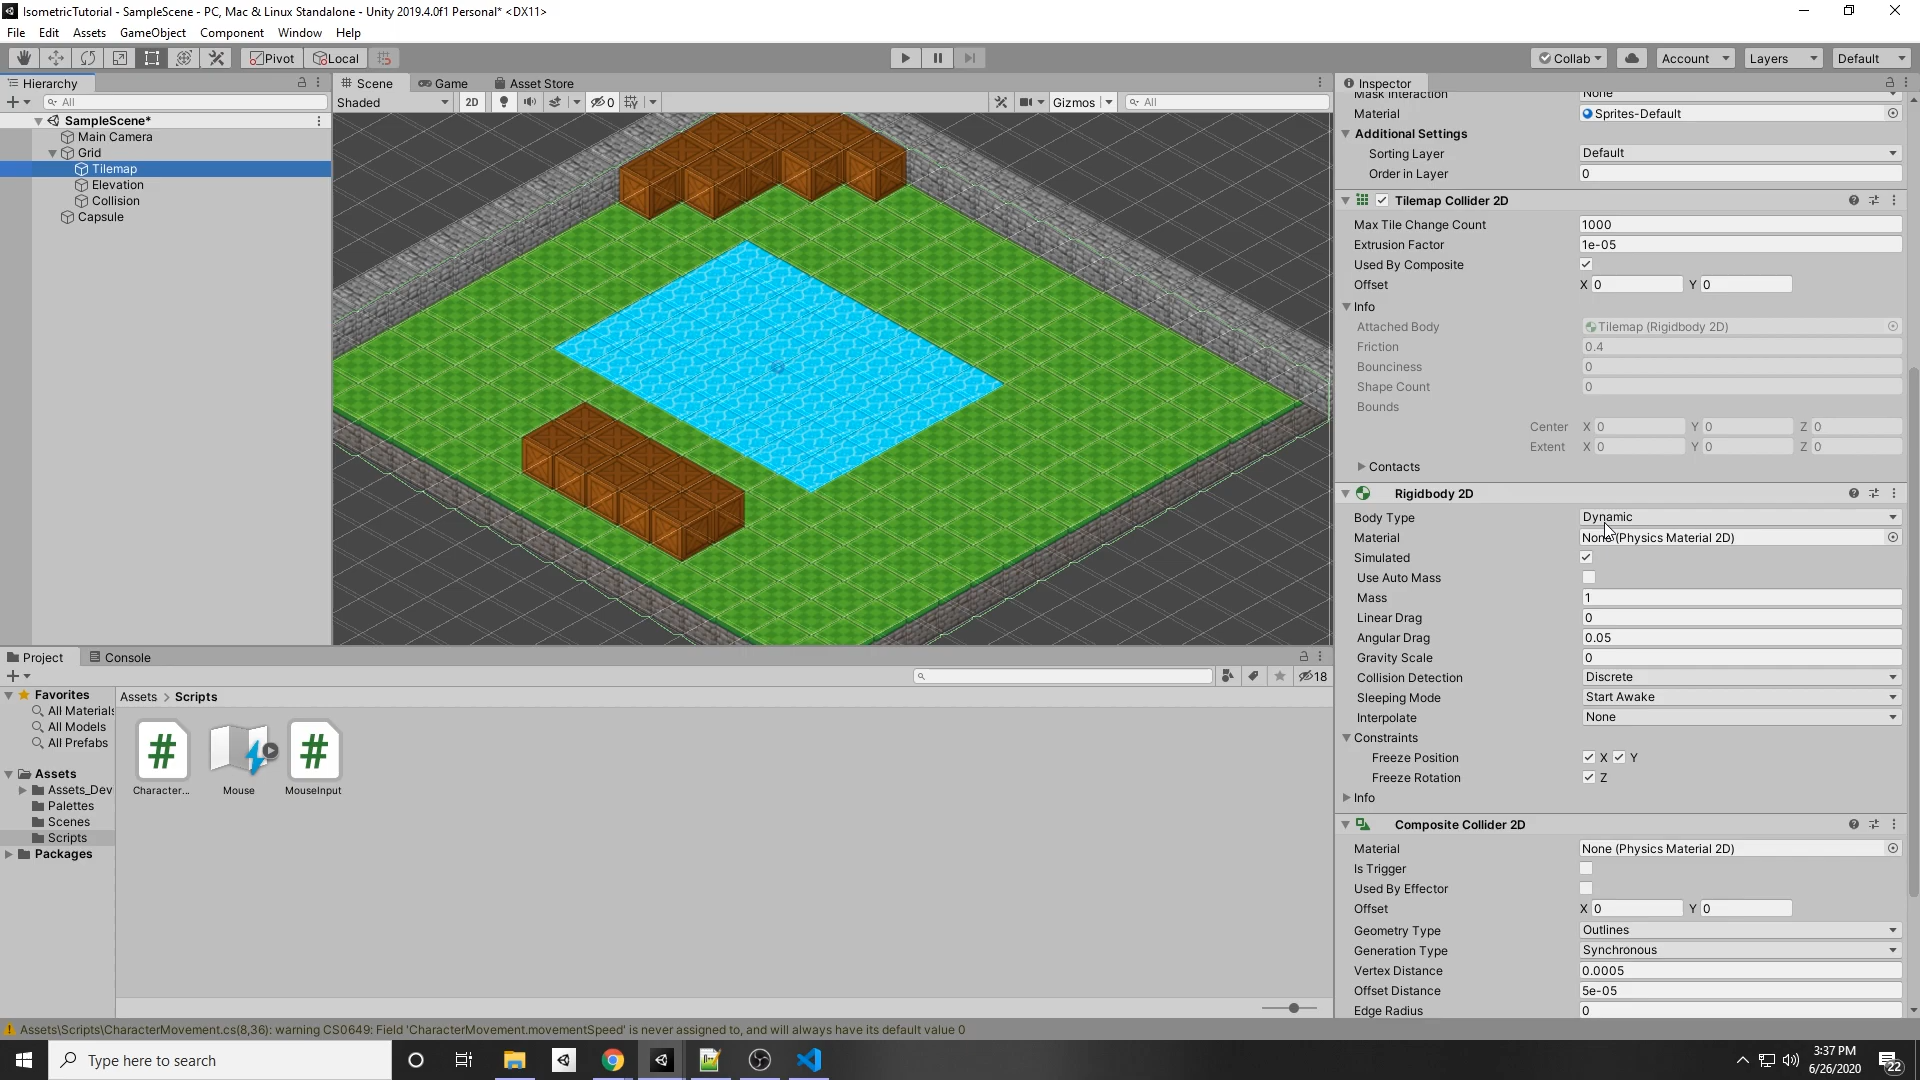 IsometricTutorial - SampleScene - PC, Mac & Linux Standalone - Unity 2019.4.0f1 Personal* <DX11>
File Edit Assets GameObject Component Window Help
Pivot Local Collab Account Layers Default
Hierarchy
All
SampleScene*
Main Camera
Grid
Tilemap
Elevation
Collision
Capsule
Scene Game Asset Store
Shaded 2D 0 Gizmos All
Inspector
Mask Interaction None
Material Sprites-Default
Additional Settings
Sorting Layer Default
Order in Layer 0
Tilemap Collider 2D
Max Tile Change Count 1000
Extrusion Factor 1e-05
Used By Composite
Offset X 0 Y 0
Info
Attached Body Tilemap (Rigidbody 2D)
Friction 0.4
Bounciness 0
Shape Count 0
Bounds
Center X 0 Y 0 Z 0
Extent X 0 Y 0 Z 0
Contacts
Rigidbody 2D
Body Type Dynamic
Material None (Physics Material 2D)
Simulated
Use Auto Mass
Mass 1
Linear Drag 0
Angular Drag 0.05
Gravity Scale 0
Collision Detection Discrete
Sleeping Mode Start Awake
Interpolate None
Constraints
Freeze Position X Y
Freeze Rotation Z
Info
Composite Collider 2D
Material None (Physics Material 2D)
Is Trigger
Used By Effector
Offset X 0 Y 0
Geometry Type Outlines
Generation Type Synchronous
Vertex Distance 0.0005
Offset Distance 5e-05
Edge Radius 0
Project Console
18
Favorites
All Materials
All Models
All Prefabs
Assets
Assets_Dev
Palettes
Scenes
Scripts
Packages
Assets > Scripts
Character... Mouse MouseInput
Assets\Scripts\CharacterMovement.cs(8,36): warning CS0649: Field 'CharacterMovement.movementSpeed' is never assigned to, and will always have its default value 0
Type here to search
3:37 PM
6/26/2020
22